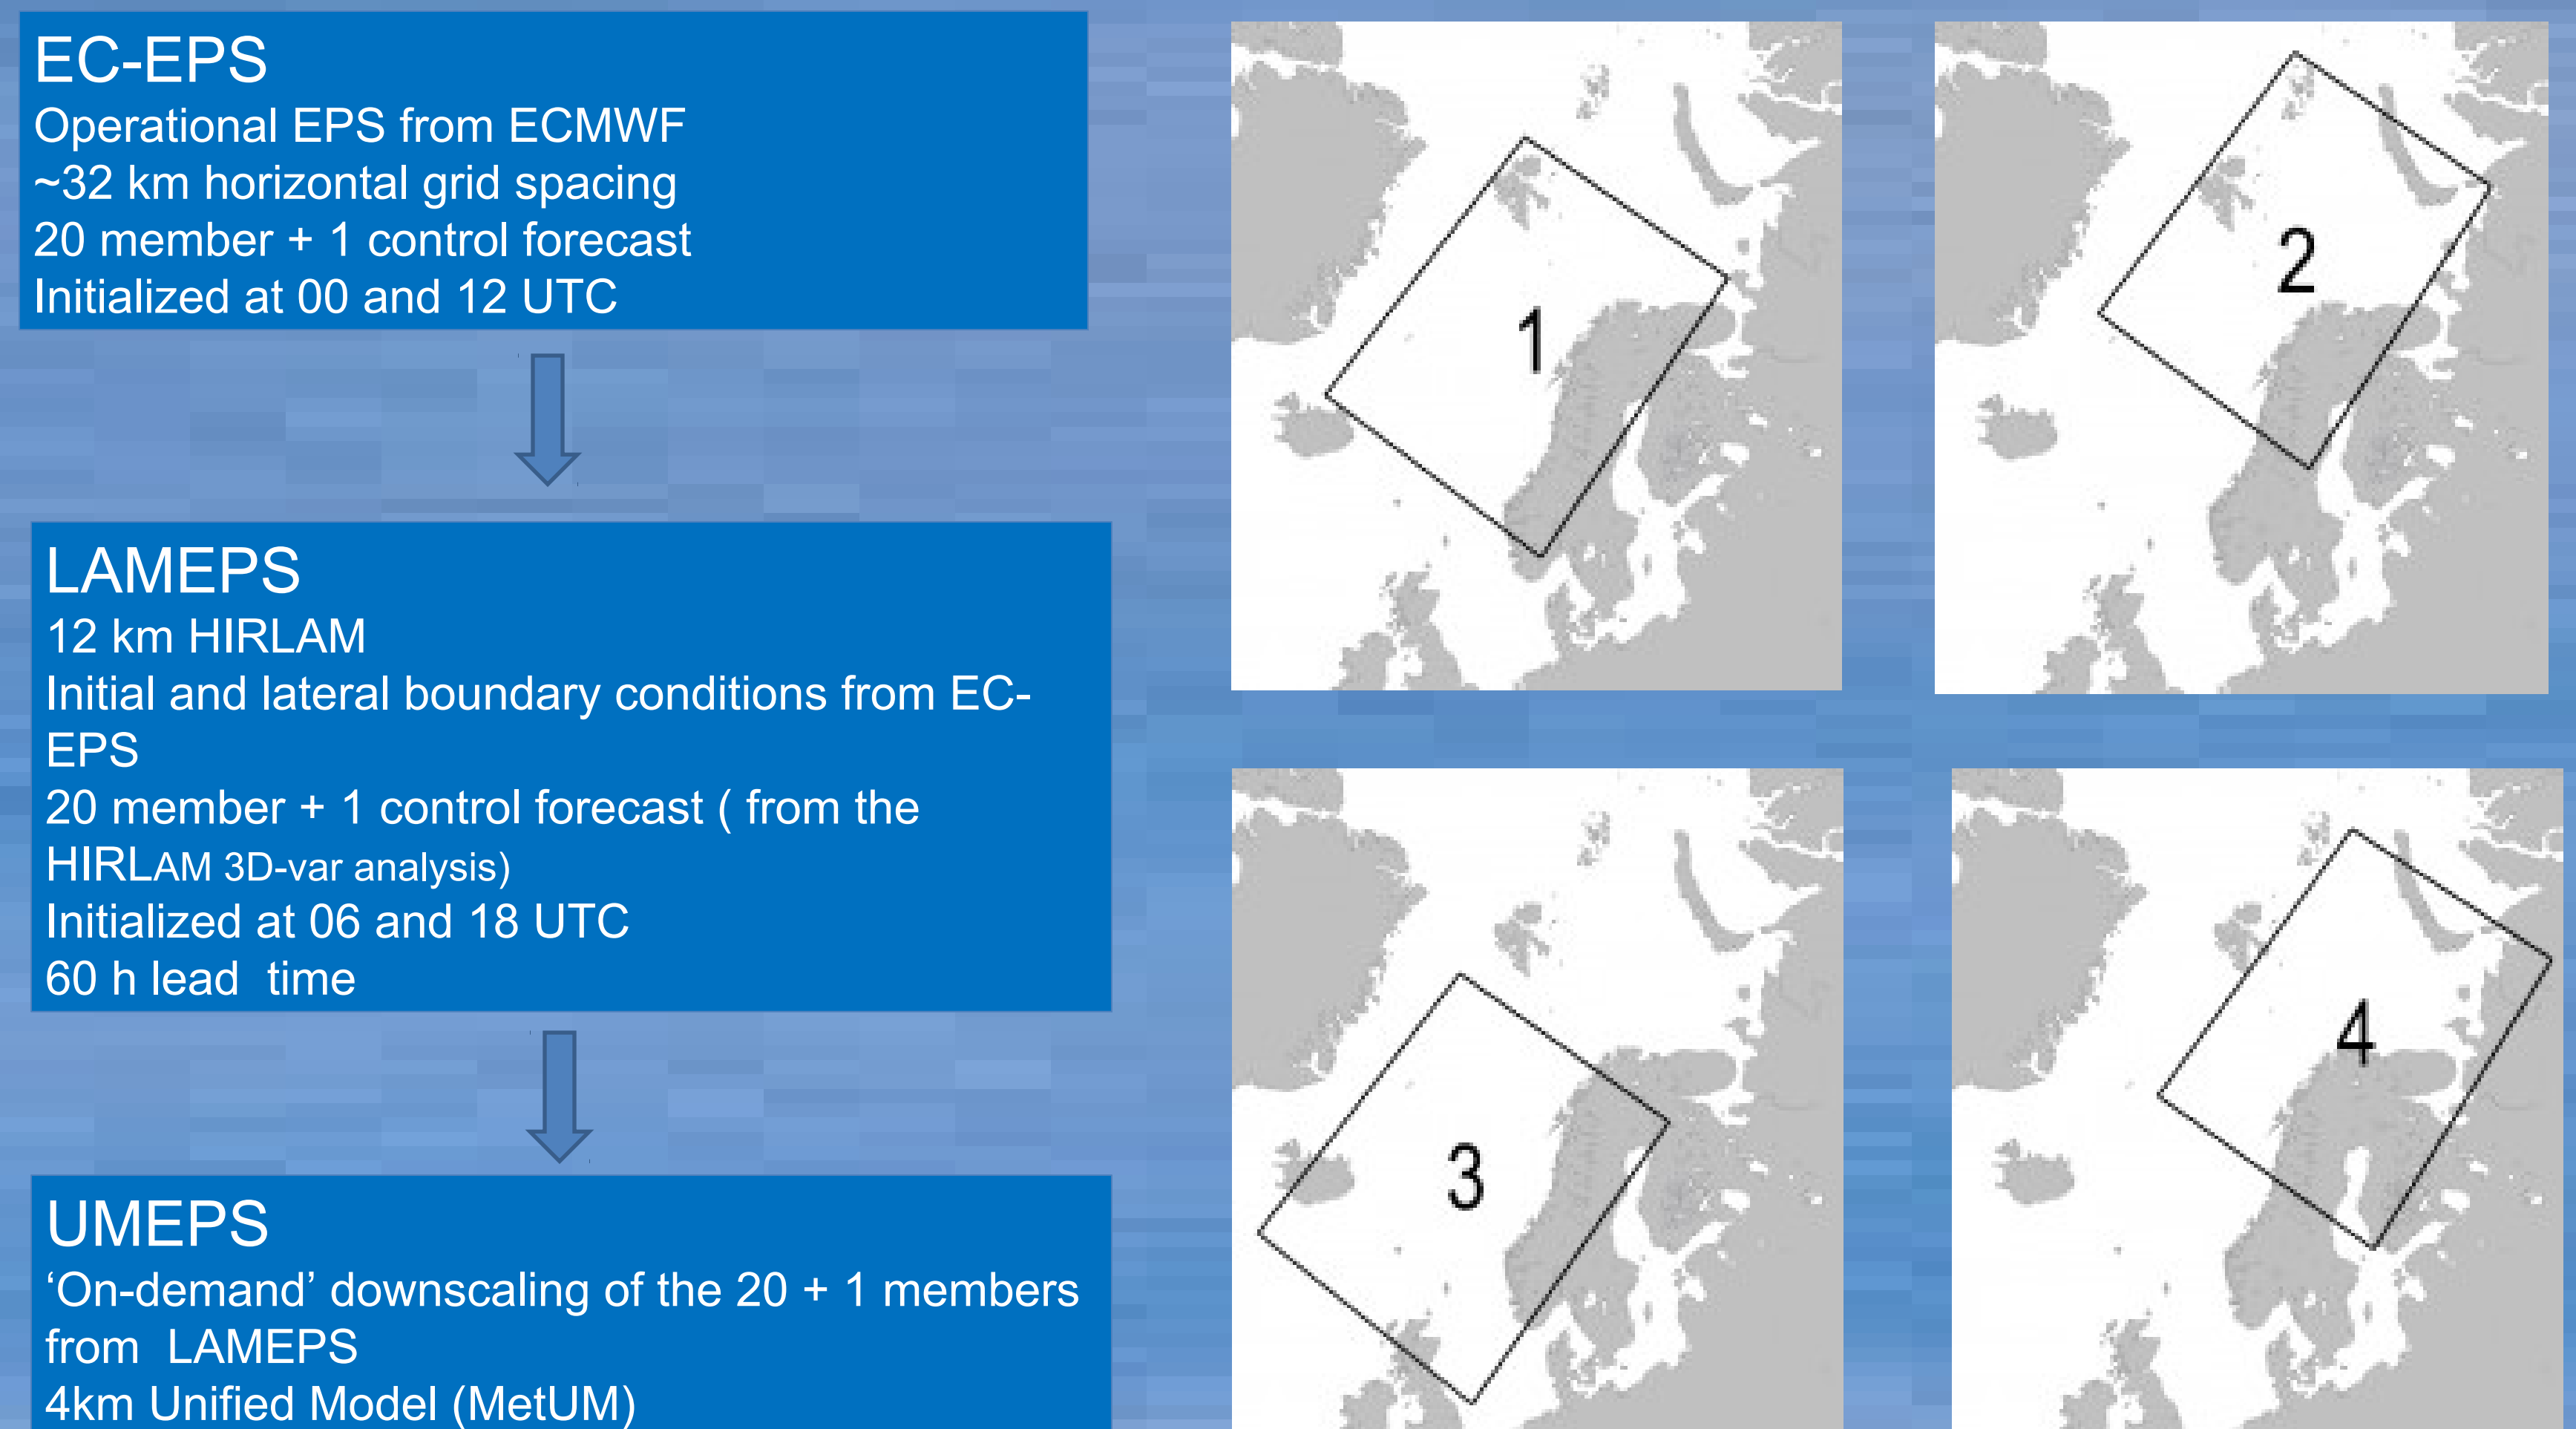 EC-EPS
Operational EPS from ECMWF
~32 km horizontal grid spacing
20 member + 1 control forecast
Initialized at 00 and 12 UTC
LAMEPS
12 km HIRLAM
Initial and lateral boundary conditions from EC-
EPS
20 member + 1 control forecast ( from the
HIRLAM 3D-var analysis)
Initialized at 06 and 18 UTC
60 h lead  time
UMEPS
‘On-demand’ downscaling of the 20 + 1 members
from  LAMEPS
4km Unified Model (MetUM)
1
2
3
4